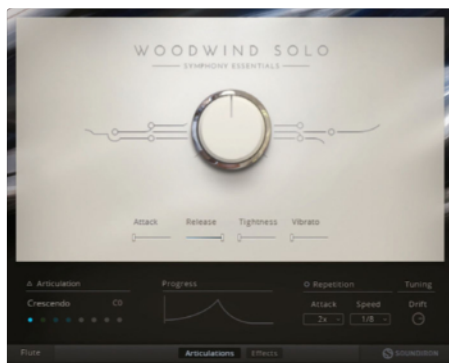 WOODWIND SOLO
SYMPHONY ESSENTIALS
Attack Release Tightness Vibrato
Articulation Progress Repetition Tuning
Crescendo C0 Attack Speed Drift
2x 1/8
Flute Articulations Effects SOUNDIRON